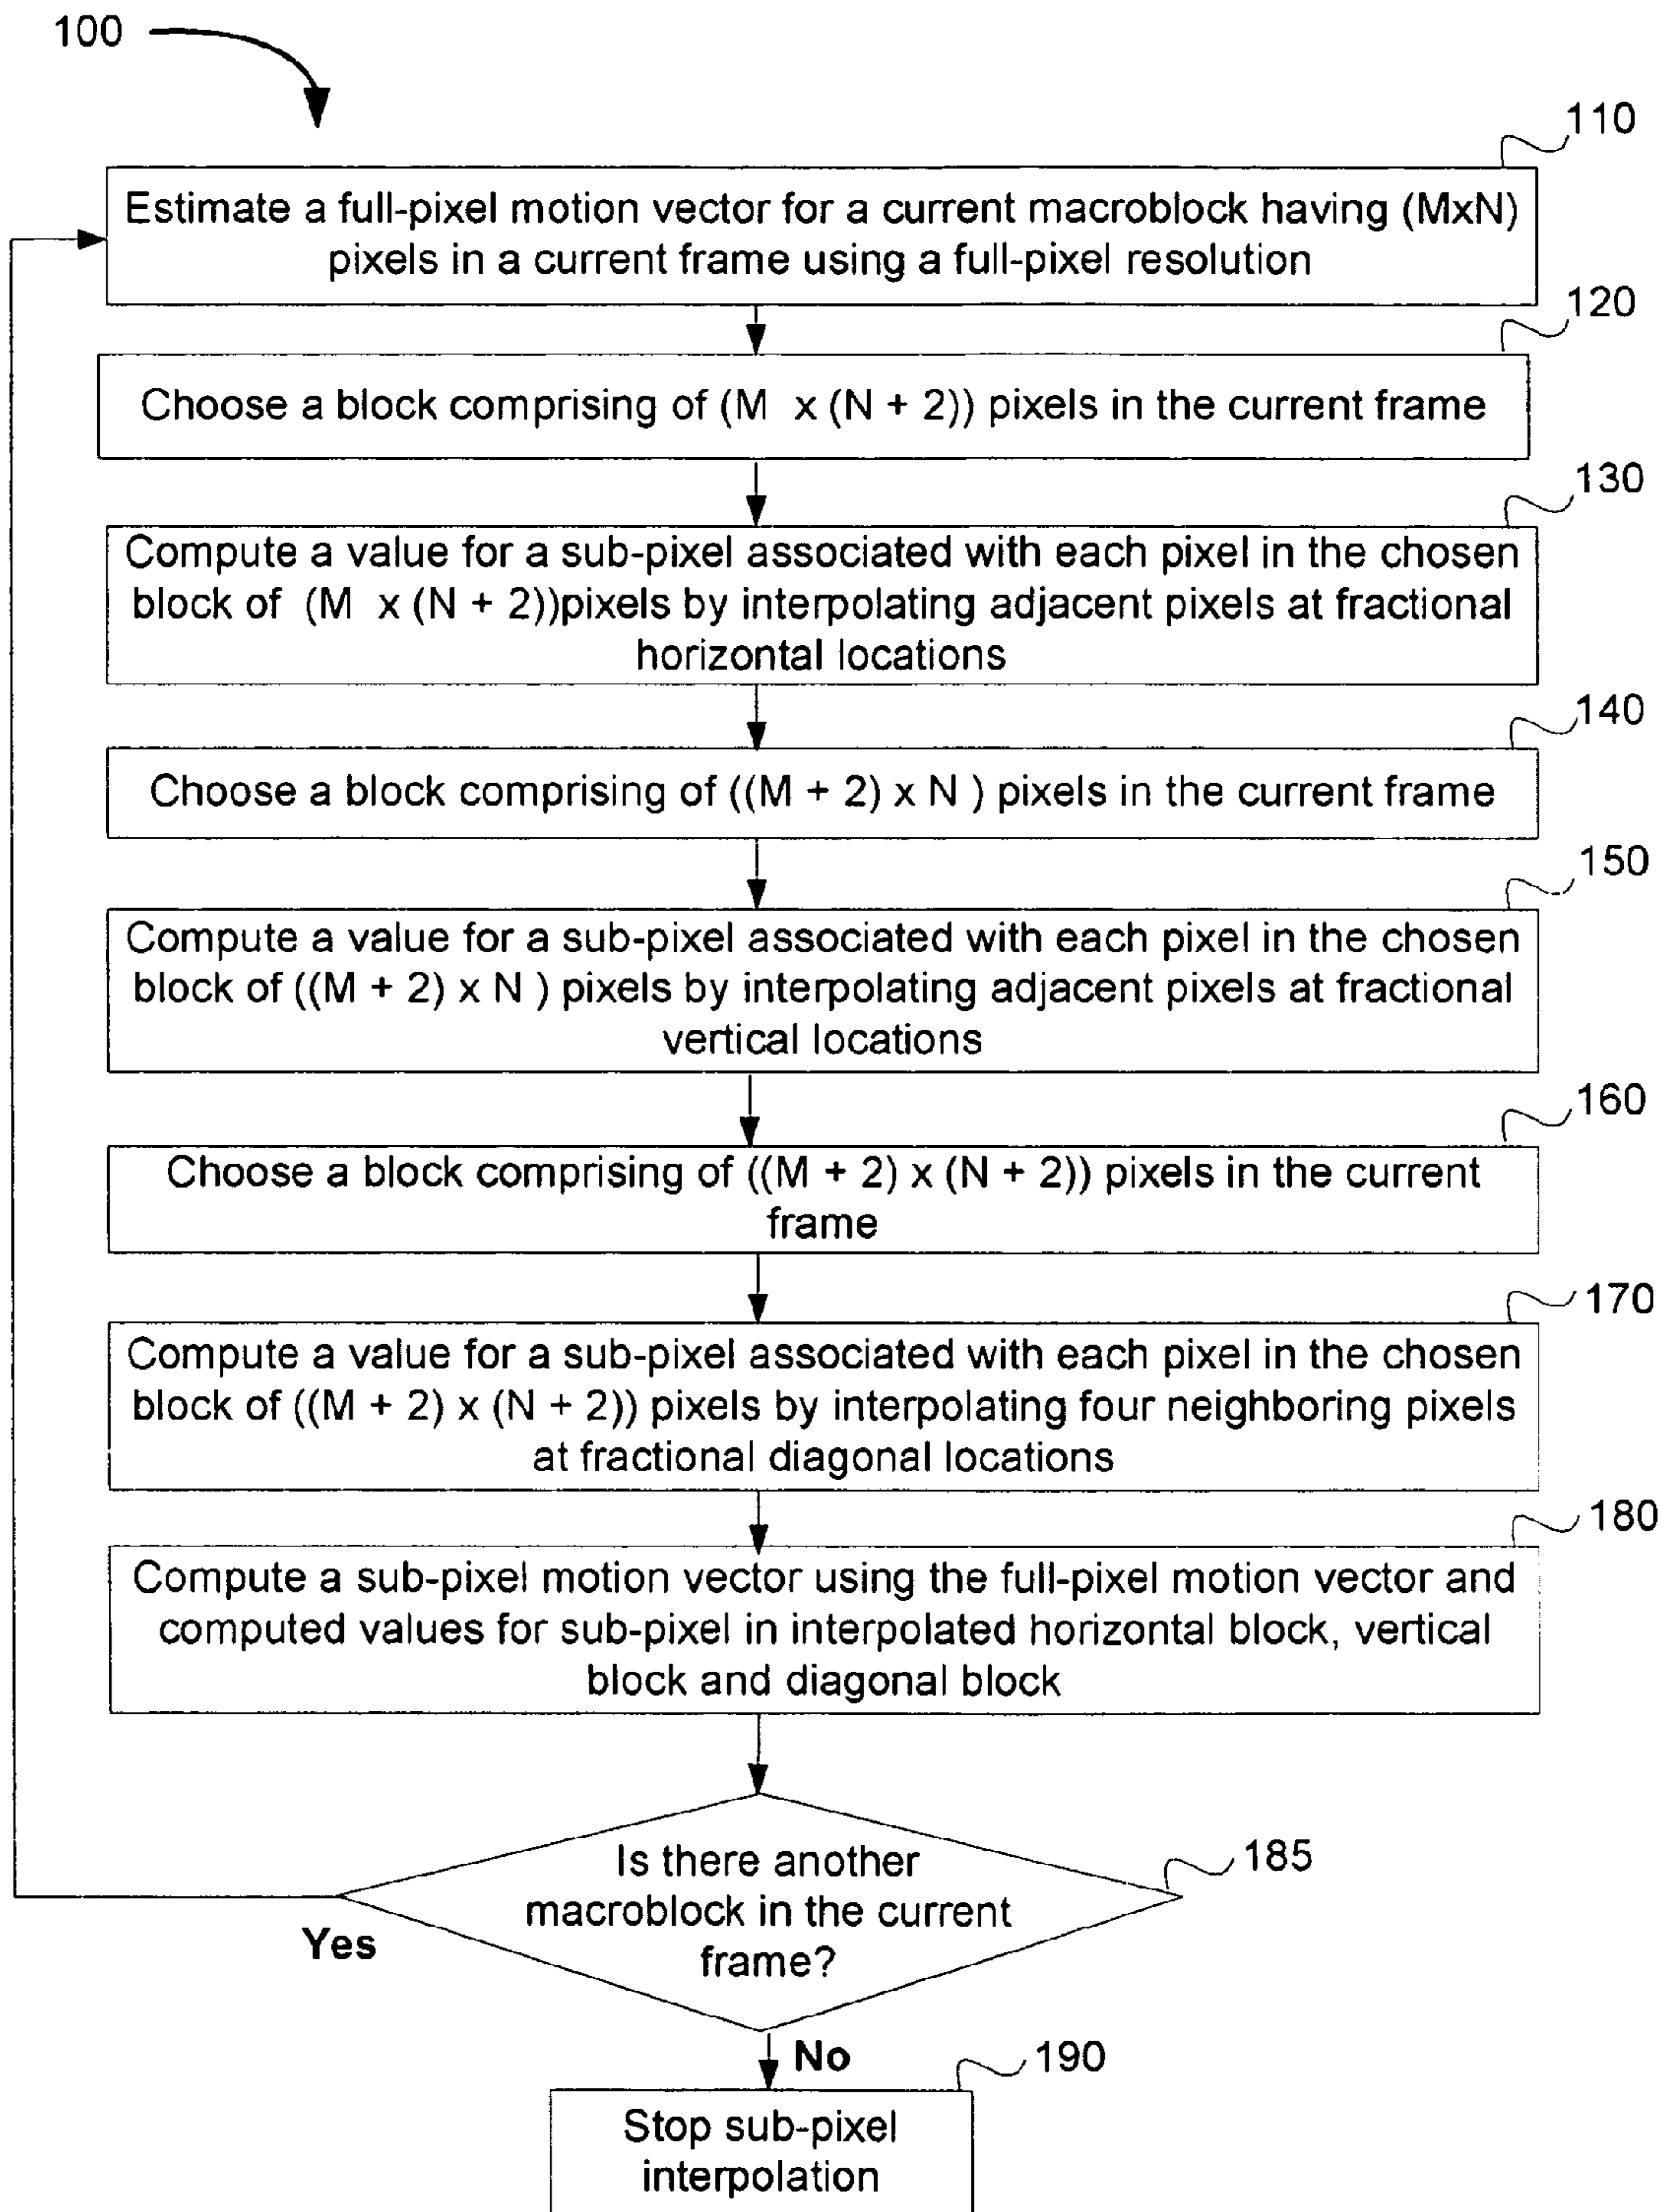 100
110
Estimate a full-pixel motion vector for a current macroblock having (MxN)
pixels in a current frame using a full-pixel resolution
120
Choose a block comprising of (M x (N + 2)) pixels in the current frame
130
Compute a value for a sub-pixel associated with each pixel in the chosen
block of (M x (N + 2))pixels by interpolating adjacent pixels at fractional
horizontal locations
140
Choose a block comprising of ((M + 2) x N ) pixels in the current frame
150
Compute a value for a sub-pixel associated with each pixel in the chosen
block of ((M + 2) x N ) pixels by interpolating adjacent pixels at fractional
vertical locations
160
Choose a block comprising of ((M + 2) x (N + 2)) pixels in the current
frame
170
Compute a value for a sub-pixel associated with each pixel in the chosen
block of ((M + 2) x (N + 2)) pixels by interpolating four neighboring pixels
at fractional diagonal locations
180
Compute a sub-pixel motion vector using the full-pixel motion vector and
computed values for sub-pixel in interpolated horizontal block, vertical
block and diagonal block
185
Is there another
macroblock in the current
frame?
Yes
No
190
Stop sub-pixel
interpolation